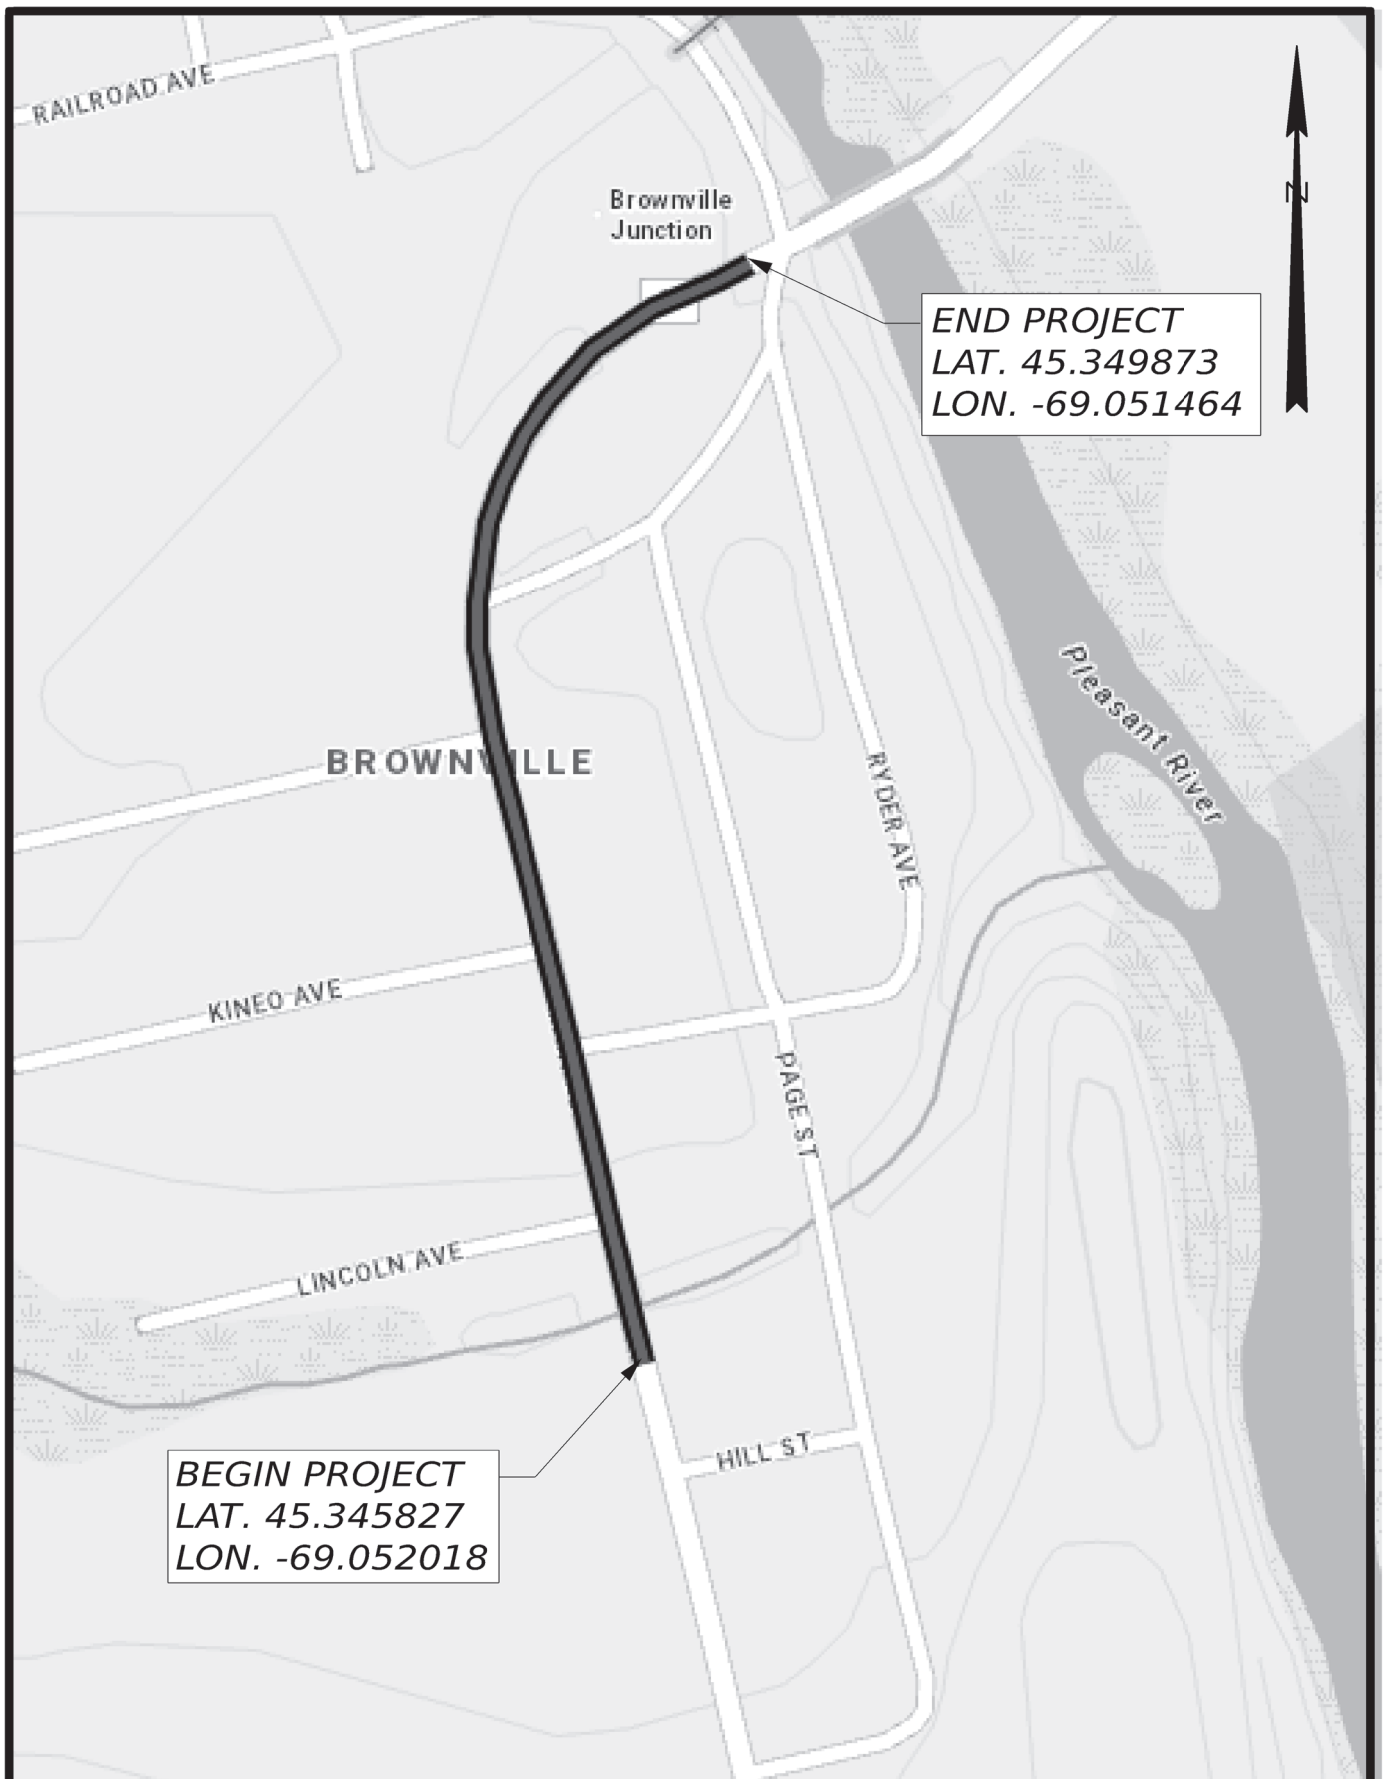 RAILROAD AVE
Brownville
Junction
N
END PROJECT
LAT. 45.349873
LON. -69.051464
Pleasant River
BROWNVILLE
RYDER AVE
KINEO AVE
PAGE ST
LINCOLN AVE
HILL ST
BEGIN PROJECT
LAT. 45.345827
LON. -69.052018